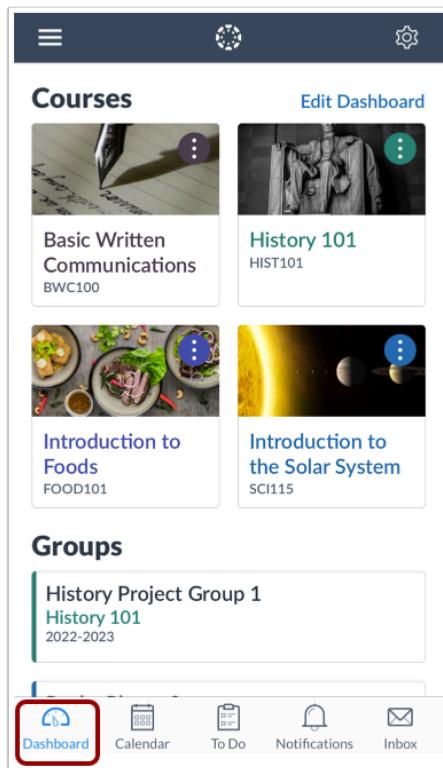 Courses
Edit Dashboard
Basic Written
Communications
BWC100
History 101
HIST101
Introduction to
Foods
FOOD101
Introduction to
the Solar System
SCI115
Groups
History Project Group 1
History 101
2022-2023
Dashboard
Calendar
To Do
Notifications
Inbox